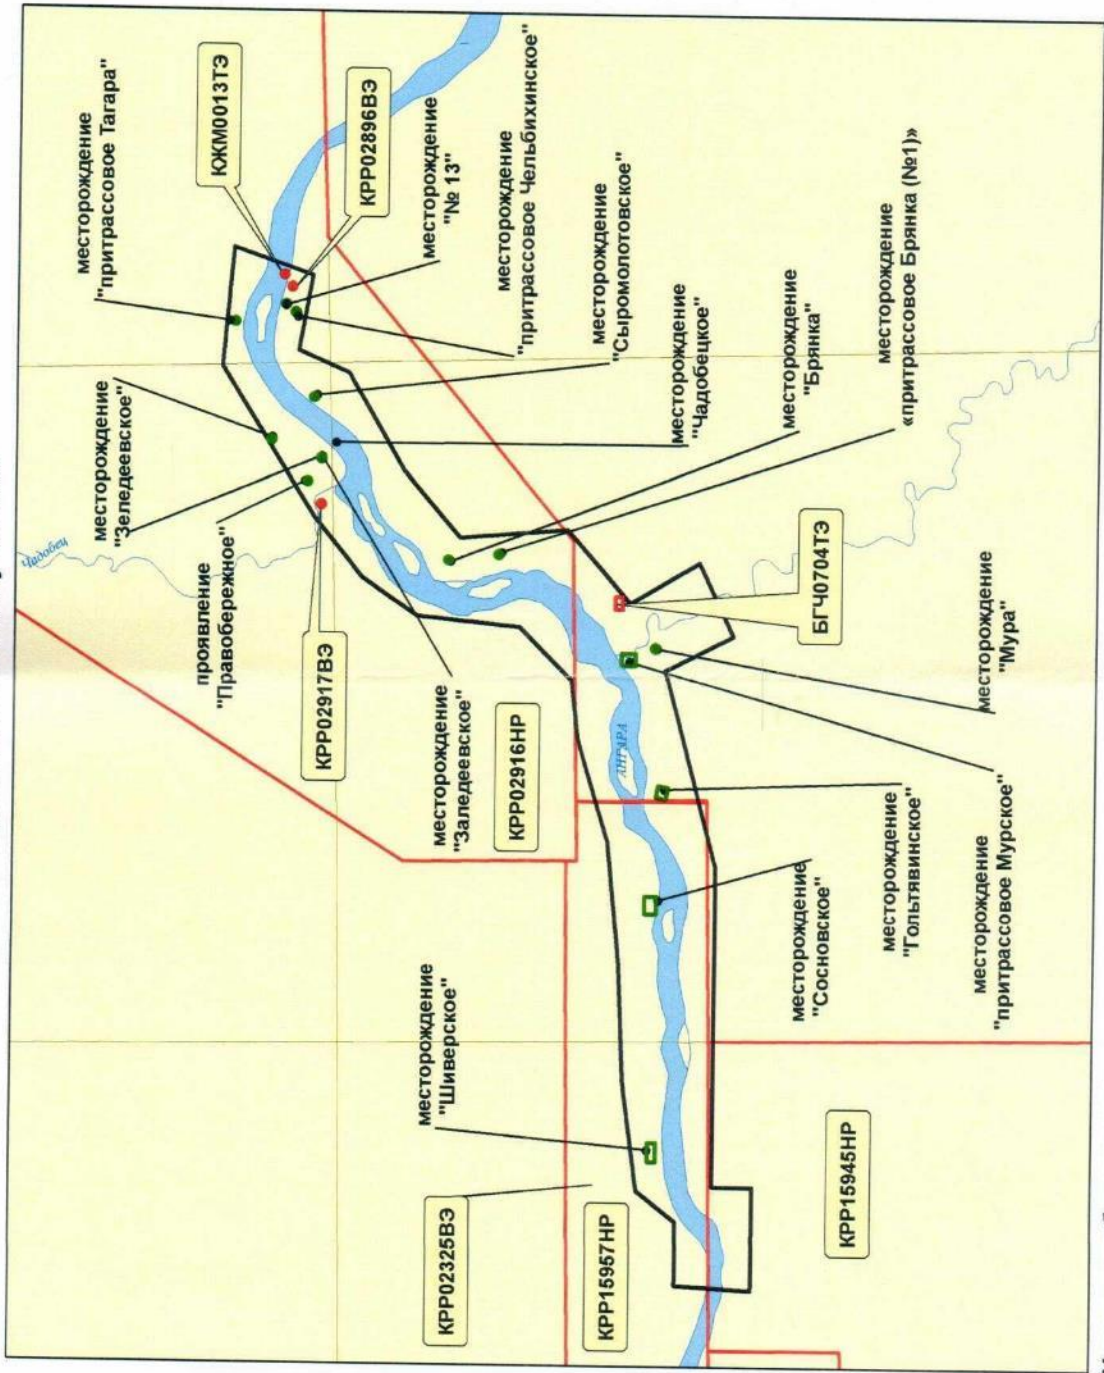 месторождение
"притрассовое Тагара"
КЖМ0013ТЭ
КРР02896ВЭ
месторождение
"№ 13"
месторождение
"притрассовое Чельбихинское"
месторождение
"Сыромолотовское"
месторождение
"Чадобецкое"
месторождение
"Брянка"
месторождение
«притрассовое Брянка (№1)»
месторождение
"Зеледеевское"
Чадобец
проявление
"Правобережное"
КРР02917ВЭ
месторождение
"Заледеевское"
КРР02916НР
БГЧ0704ТЭ
АНГАРА
месторождение
"Мура"
месторождение
"притрассовое Мурское"
месторождение
"Гольтявинское"
месторождение
"Сосновское"
месторождение
"Шиверское"
КРР02325ВЭ
КРР15957НР
КРР15945НР